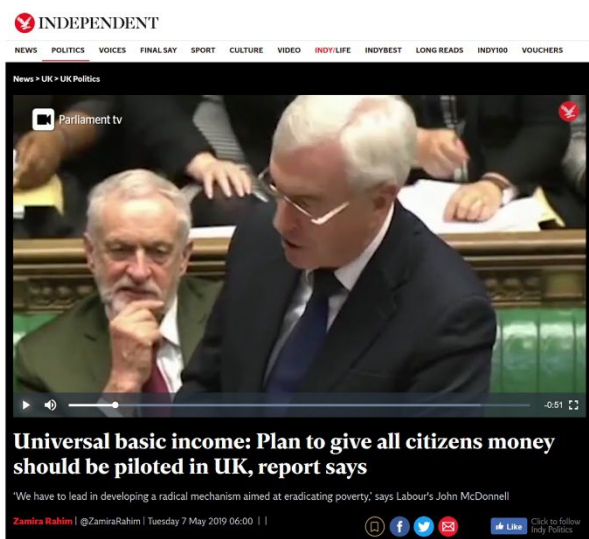 INDEPENDENT
NEWS POLITICS VOICES FINAL SAY SPORT CULTURE VIDEO INDY/LIFE INDYBEST LONG READS INDY100 VOUCHERS
News > UK > UK Politics
Parliament tv
-0:51
Universal basic income: Plan to give all citizens money
should be piloted in UK, report says
'We have to lead in developing a radical mechanism aimed at eradicating poverty,' says Labour's John McDonnell
Zamira Rahim | @ZamiraRahim | Tuesday 7 May 2019 06:00 | |
Like
Click to follow
Indy Politics